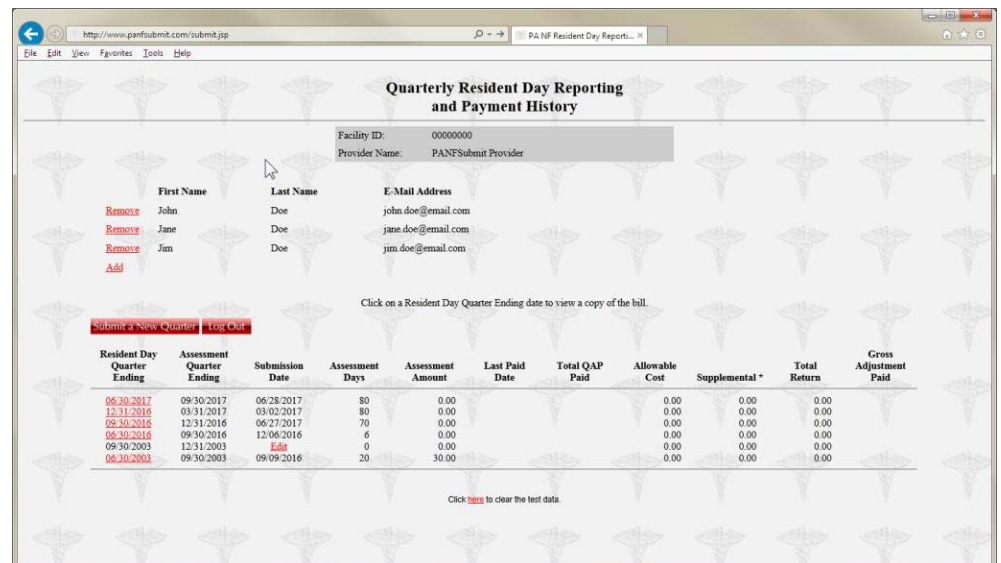 http://www.panfsubmit.com/submit.jsp
PA NF Resident Day Reporti...
File Edit View Favorites Tools Help
Quarterly Resident Day Reporting
and Payment History
Facility ID: 00000000
Provider Name: PANFSubmit Provider
First Name Last Name E-Mail Address
Remove John Doe john.doe@email.com
Remove Jane Doe jane.doe@email.com
Remove Jim Doe jim.doe@email.com
Add
Click on a Resident Day Quarter Ending date to view a copy of the bill.
Submit a New Quarter Log Out
Resident Day Quarter Ending Assessment Quarter Ending Submission Date Assessment Days Assessment Amount Last Paid Date Total QAP Paid Allowable Cost Supplemental * Total Return Gross Adjustment Paid
06/30/2017 09/30/2017 06/28/2017 80 0.00 0.00 0.00 0.00
12/31/2016 03/31/2017 03/02/2017 80 0.00 0.00 0.00 0.00
09/30/2016 12/31/2016 06/27/2017 70 0.00 0.00 0.00 0.00
06/30/2016 09/30/2016 12/06/2016 6 0.00 0.00 0.00 0.00
09/30/2003 12/31/2003 Edit 0 0.00 0.00 0.00 0.00
06/30/2003 09/30/2003 09/09/2016 20 30.00 0.00 0.00 0.00
Click here to clear the test data.